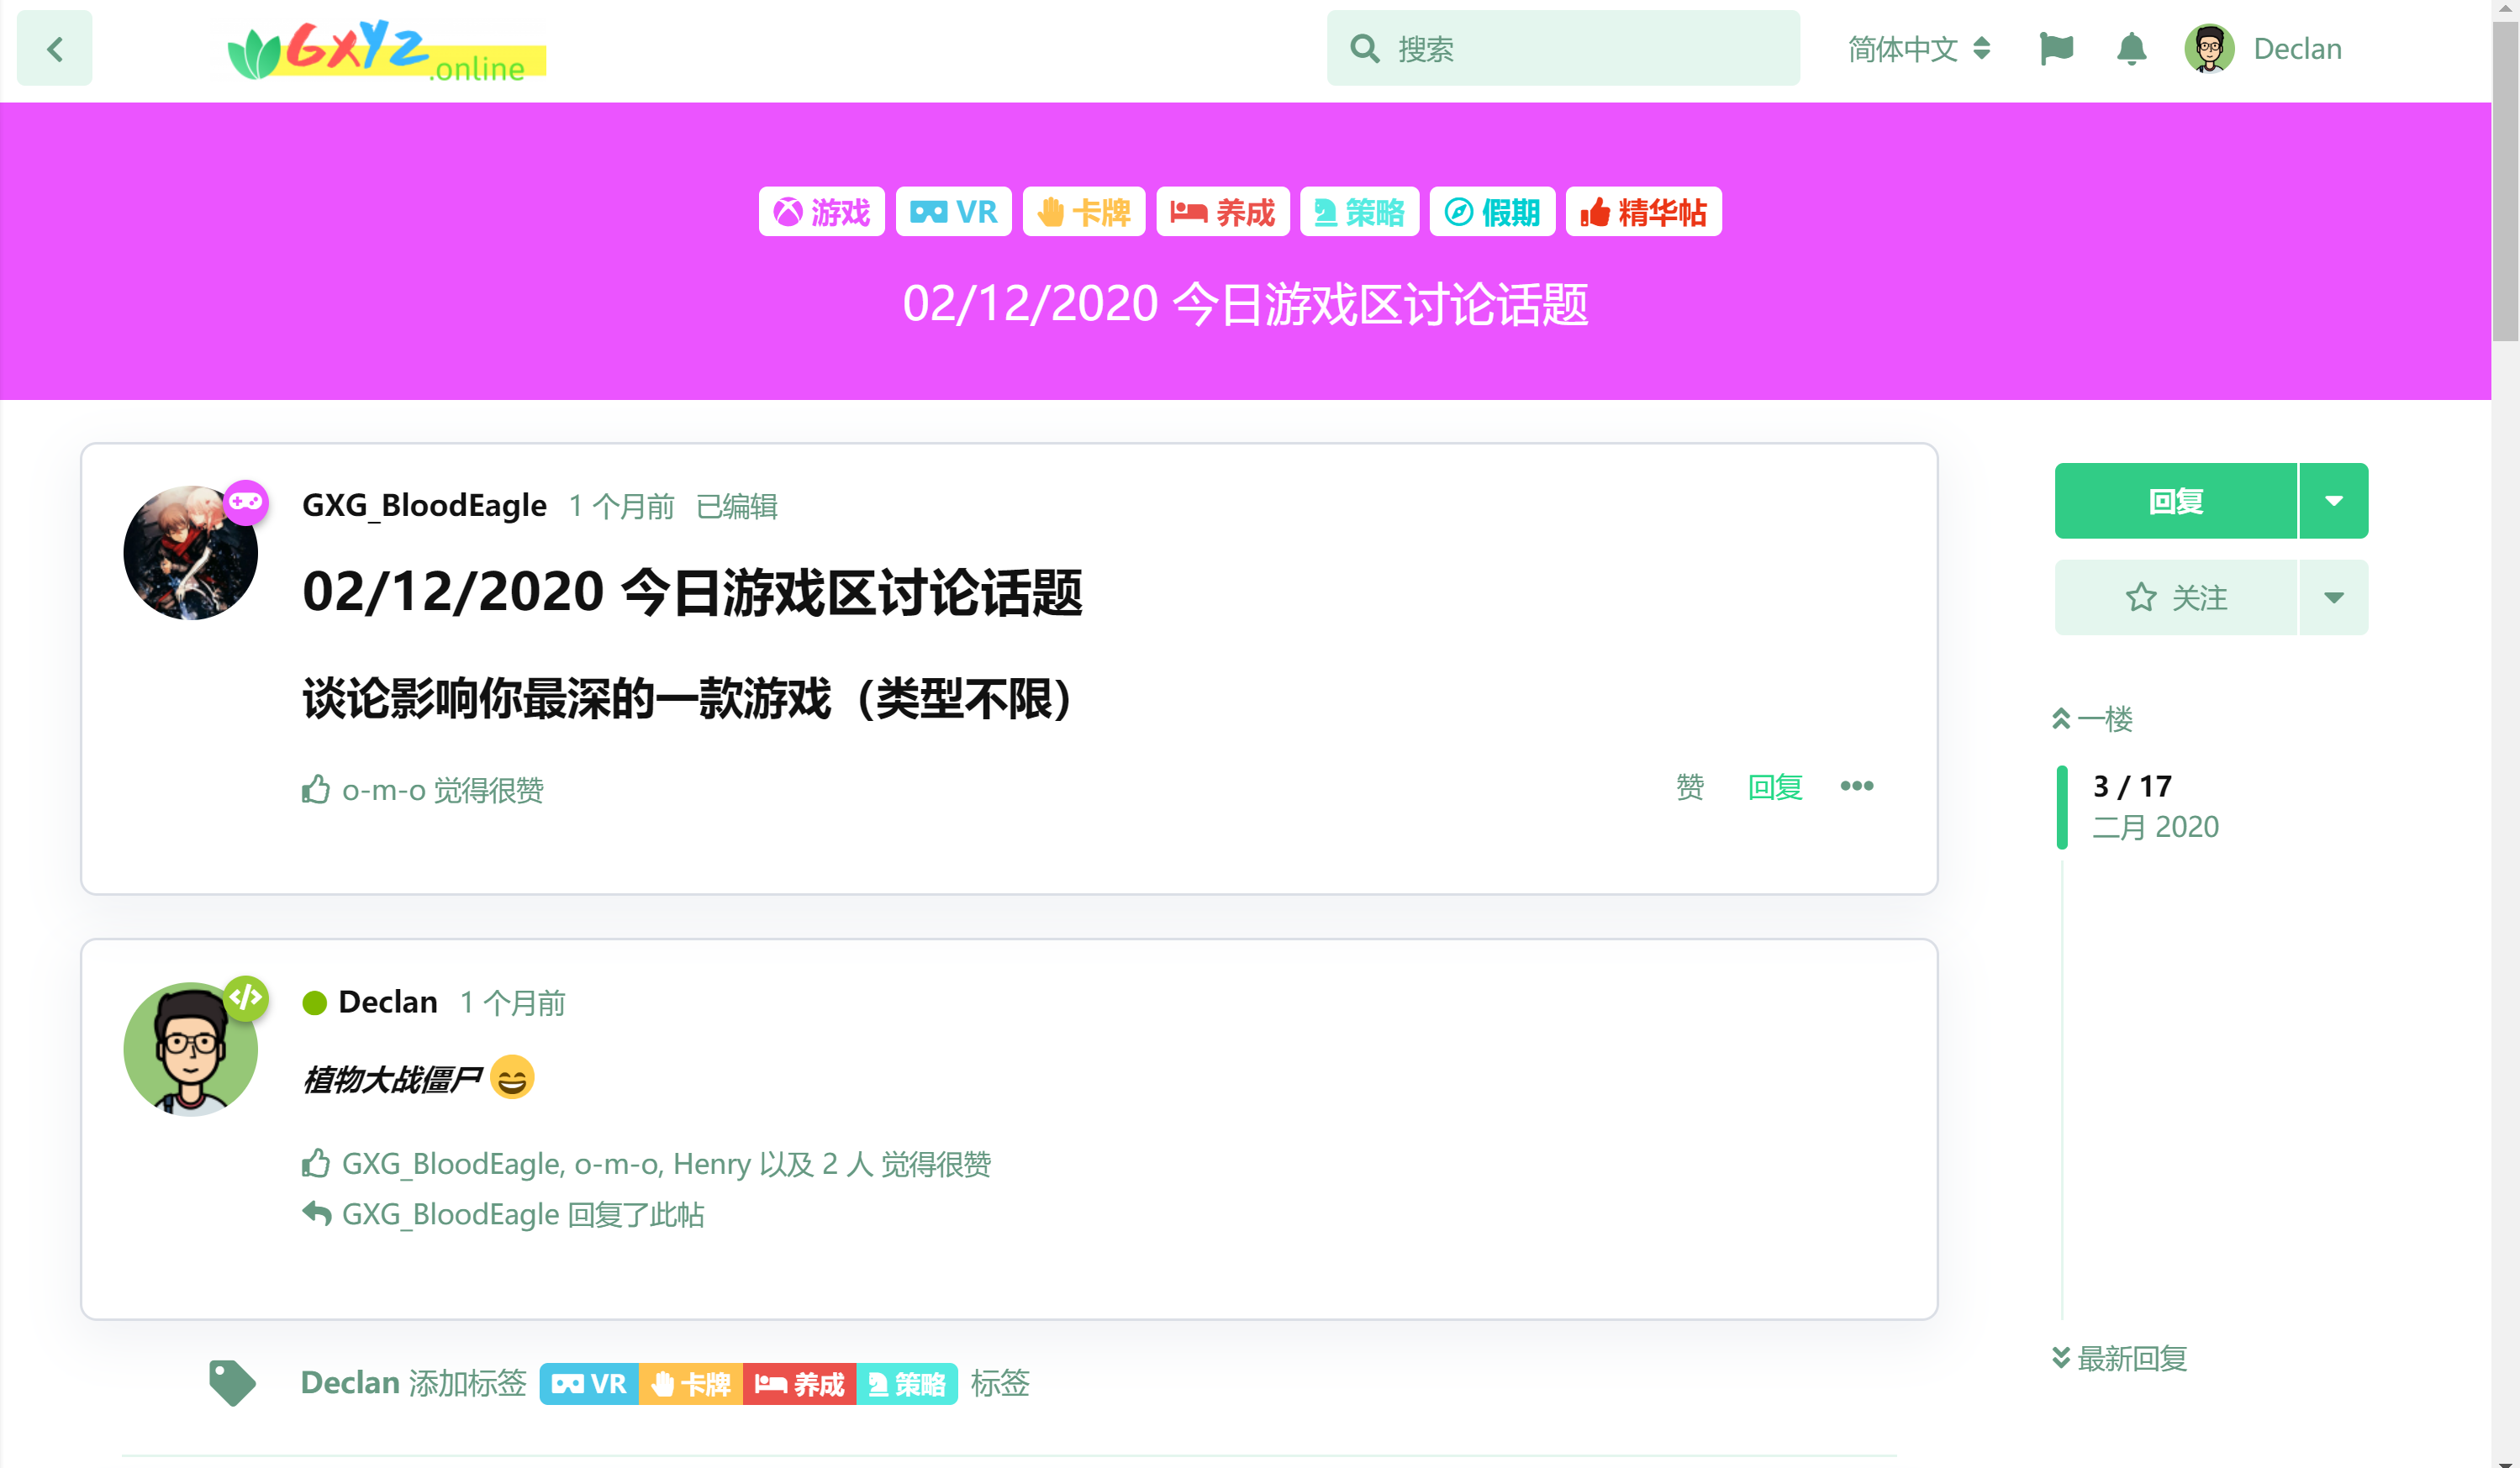 GXYZ.online
搜索
简体中文
Declan
游戏 VR 卡牌 养成 策略 假期 精华帖
02/12/2020 今日游戏区讨论话题
GXG_BloodEagle 1 个月前 已编辑
02/12/2020 今日游戏区讨论话题
谈论影响你最深的一款游戏（类型不限）
o-m-o 觉得很赞
赞 回复
回复
关注
一楼
3 / 17
二月 2020
最新回复
Declan 1 个月前
植物大战僵尸
GXG_BloodEagle, o-m-o, Henry 以及 2 人 觉得很赞
GXG_BloodEagle 回复了此帖
Declan 添加标签 VR 卡牌 养成 策略 标签